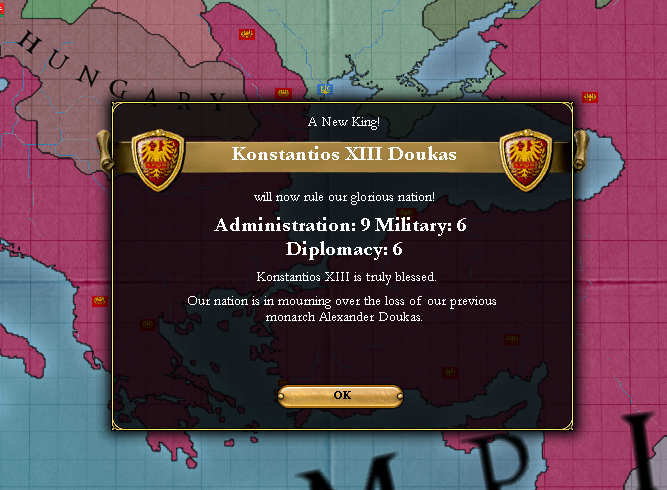 HUNGARY
A New King!
Konstantios XIII Doukas
will now rule our glorious nation!
Administration: 9 Military: 6
Diplomacy: 6
Konstantios XIII is truly blessed.
Our nation is in mourning over the loss of our previous
monarch Alexander Doukas.
OK
M P I